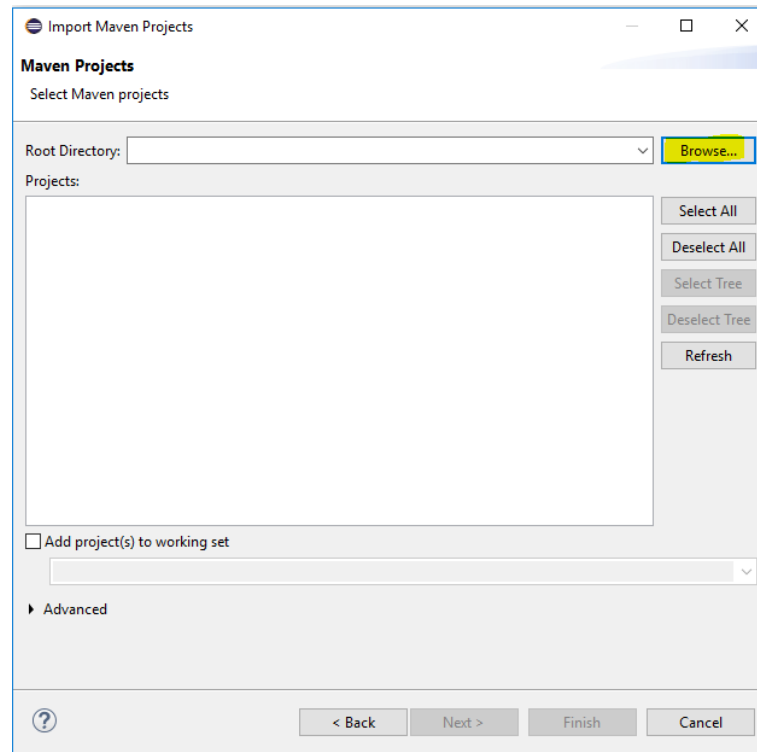 Import Maven Projects
Maven Projects
Select Maven projects
Root Directory:
Browse...
Projects:
Select All
Deselect All
Select Tree
Deselect Tree
Refresh
Add project(s) to working set
Advanced
?
< Back
Next >
Finish
Cancel